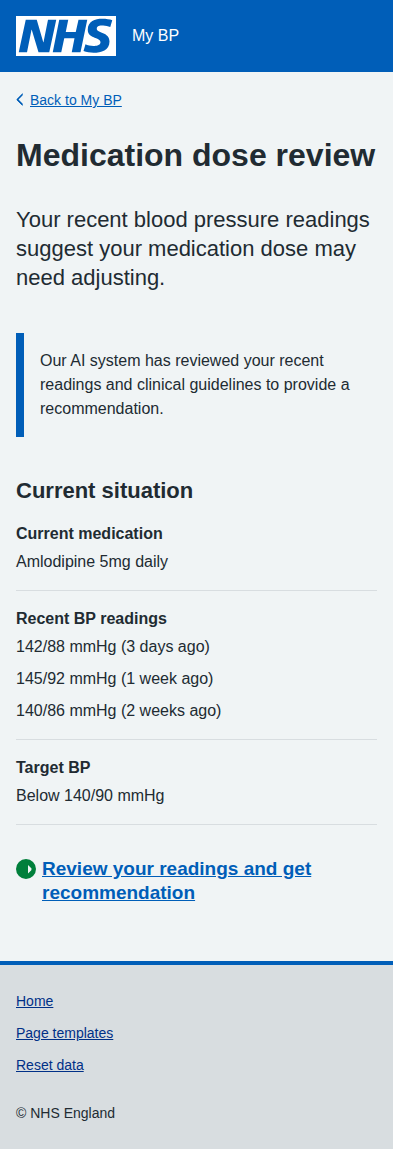 NHS My BP
Back to My BP
Medication dose review
Your recent blood pressure readings
suggest your medication dose may
need adjusting.
Our AI system has reviewed your recent
readings and clinical guidelines to provide a
recommendation.
Current situation
Current medication
Amlodipine 5mg daily
Recent BP readings
142/88 mmHg (3 days ago)
145/92 mmHg (1 week ago)
140/86 mmHg (2 weeks ago)
Target BP
Below 140/90 mmHg
Review your readings and get
recommendation
Home
Page templates
Reset data
© NHS England